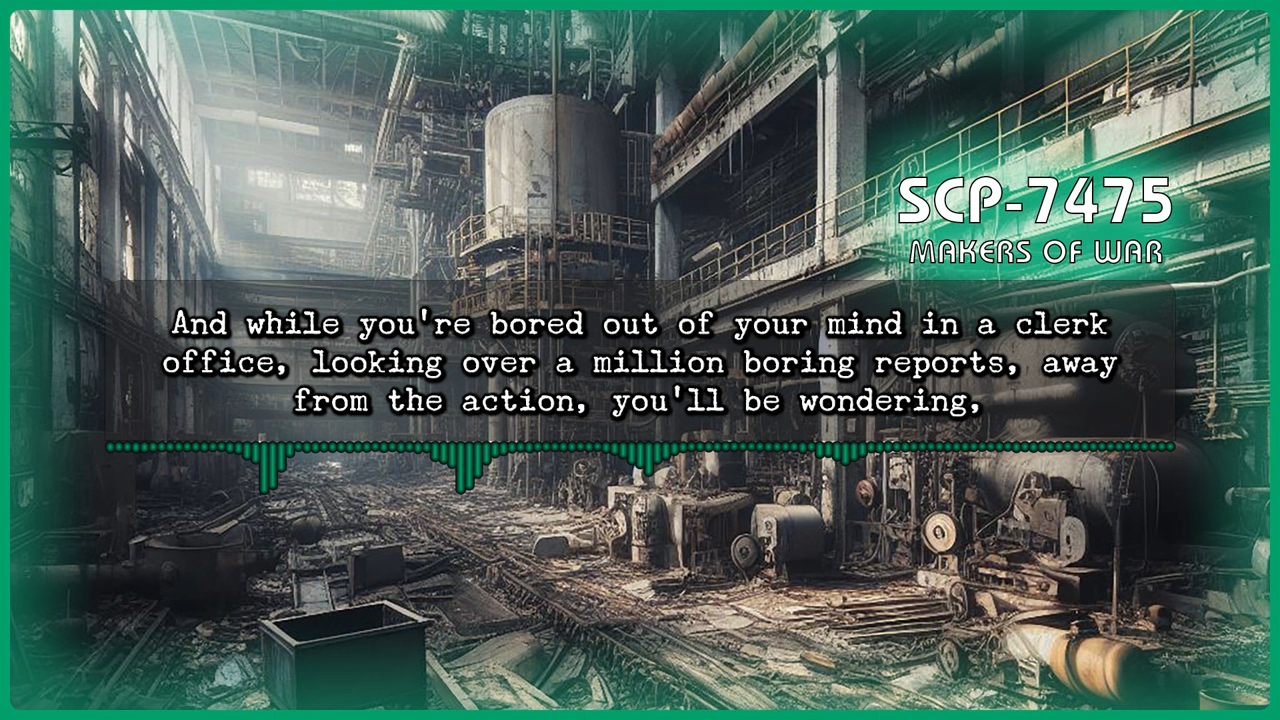 SCP-7475
MAKERS OF WAR
And while you're bored out of your mind in a clerk
office, looking over a million boring reports, away
from the action, you'll be wondering,